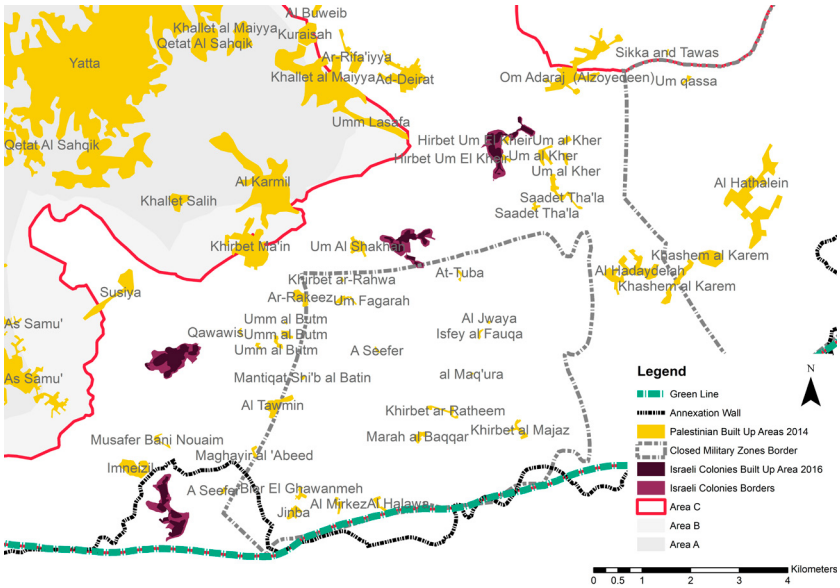 Al Buweib
Khallet al Maiyya
Kuraisah
Qetat Al Sahqik
Yatta
Ar-Rifa'iyya
Khallet al Maiyya
Ad-Deirat
Sikka and Tawas
Om Adaraj (Alzoyedeen)
Um qassa
Umm Lasafa
Qetat Al Sahqik
Hirbet Um El Kheir
Um al Kher
Hirbet Um El Kheir
Um al Kher
Um al Kher
Al Karmil
Al Hathalein
Khallet Salih
Saadet Tha'la
Saadet Tha'la
Khirbet Ma'in
Um Al Shakhah
Khashem al Karem
Al Hadaydelah
Khashem al Karem
At-Tuba
Khirbet ar-Rahwa
Susiya
Ar-Rakeez
Um Fagarah
As Samu'
Umm al Butm
Al Jwaya
Qawawis
Umm al Butm
Isfey al Fauqa
Umm al Butm
A Seefer
As Samu'
Mantiqat Shi'b al Batin
al Maq'ura
Al Tawmin
Khirbet ar Ratheem
Khirbet al Majaz
Marah al Baqqar
Musafer Bani Nouaim
Maghayir al 'Abeed
Imneizil
A Seefer
Bier El Ghawanmeh
Al Mirkez
Al Halawa
Jinba
N
Legend
Green Line
Annexation Wall
Palestinian Built Up Areas 2014
Closed Military Zones Border
Israeli Colonies Built Up Area 2016
Israeli Colonies Borders
Area C
Area B
Area A
Kilometers
0 0.5 1 2 3 4